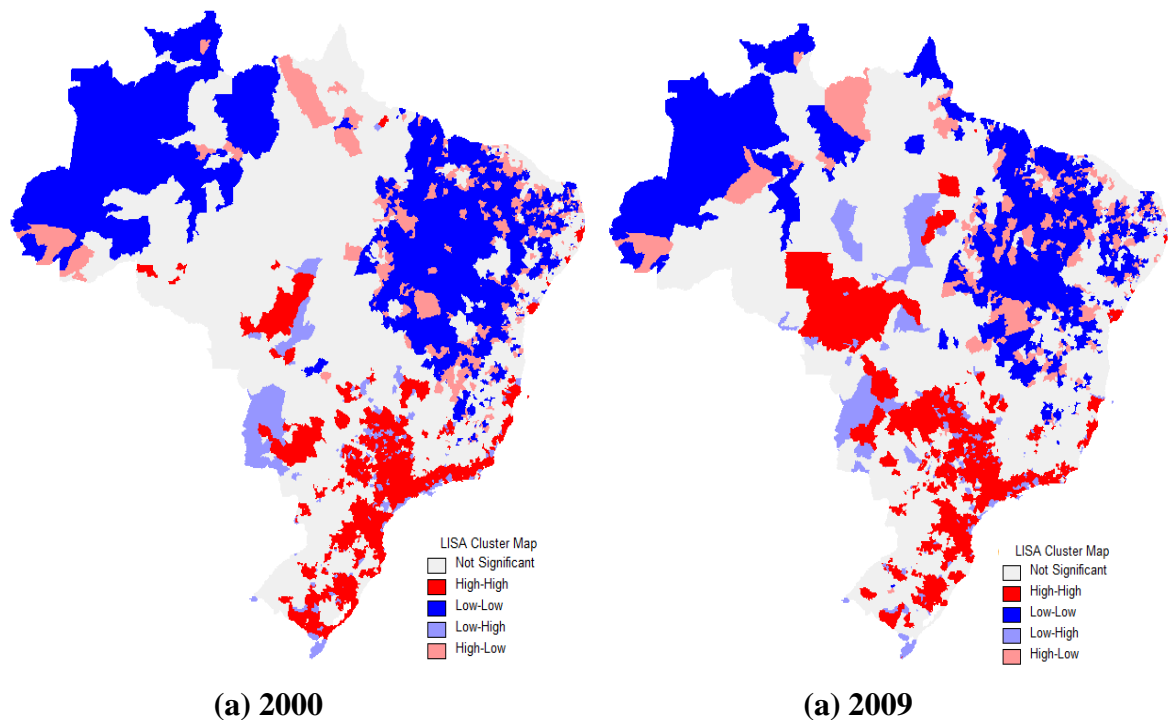 LISA Cluster Map
Not Significant
High-High
Low-Low
Low-High
High-Low
LISA Cluster Map
Not Significant
High-High
Low-Low
Low-High
High-Low
(a) 2000
(a) 2009